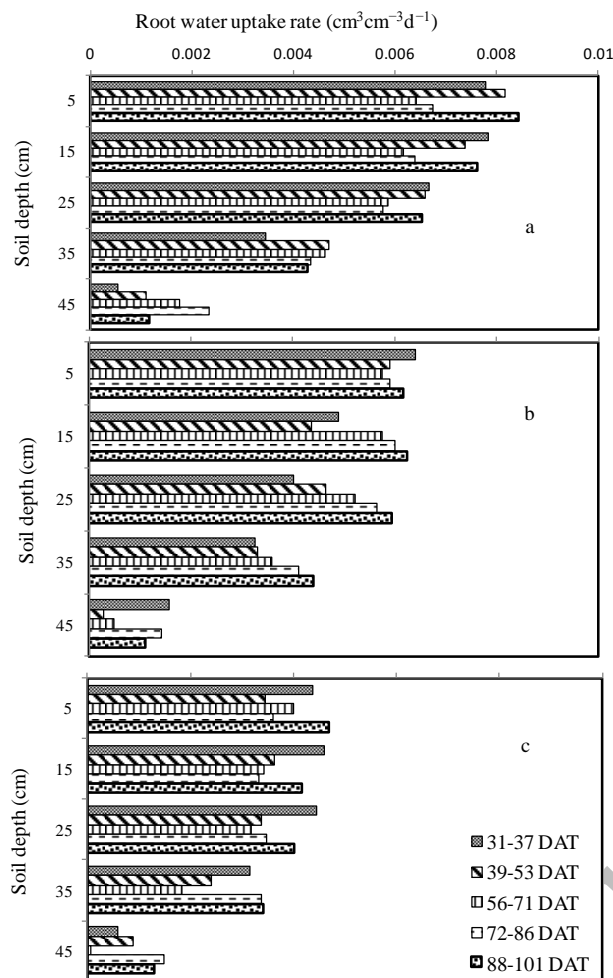 Root water uptake rate (cm³cm⁻³d⁻¹)
0 0.002 0.004 0.006 0.008 0.01
Soil depth (cm)
5
15
25
35
45
a
Soil depth (cm)
5
15
25
35
45
b
Soil depth (cm)
5
15
25
35
45
c
31-37 DAT
39-53 DAT
56-71 DAT
72-86 DAT
88-101 DAT